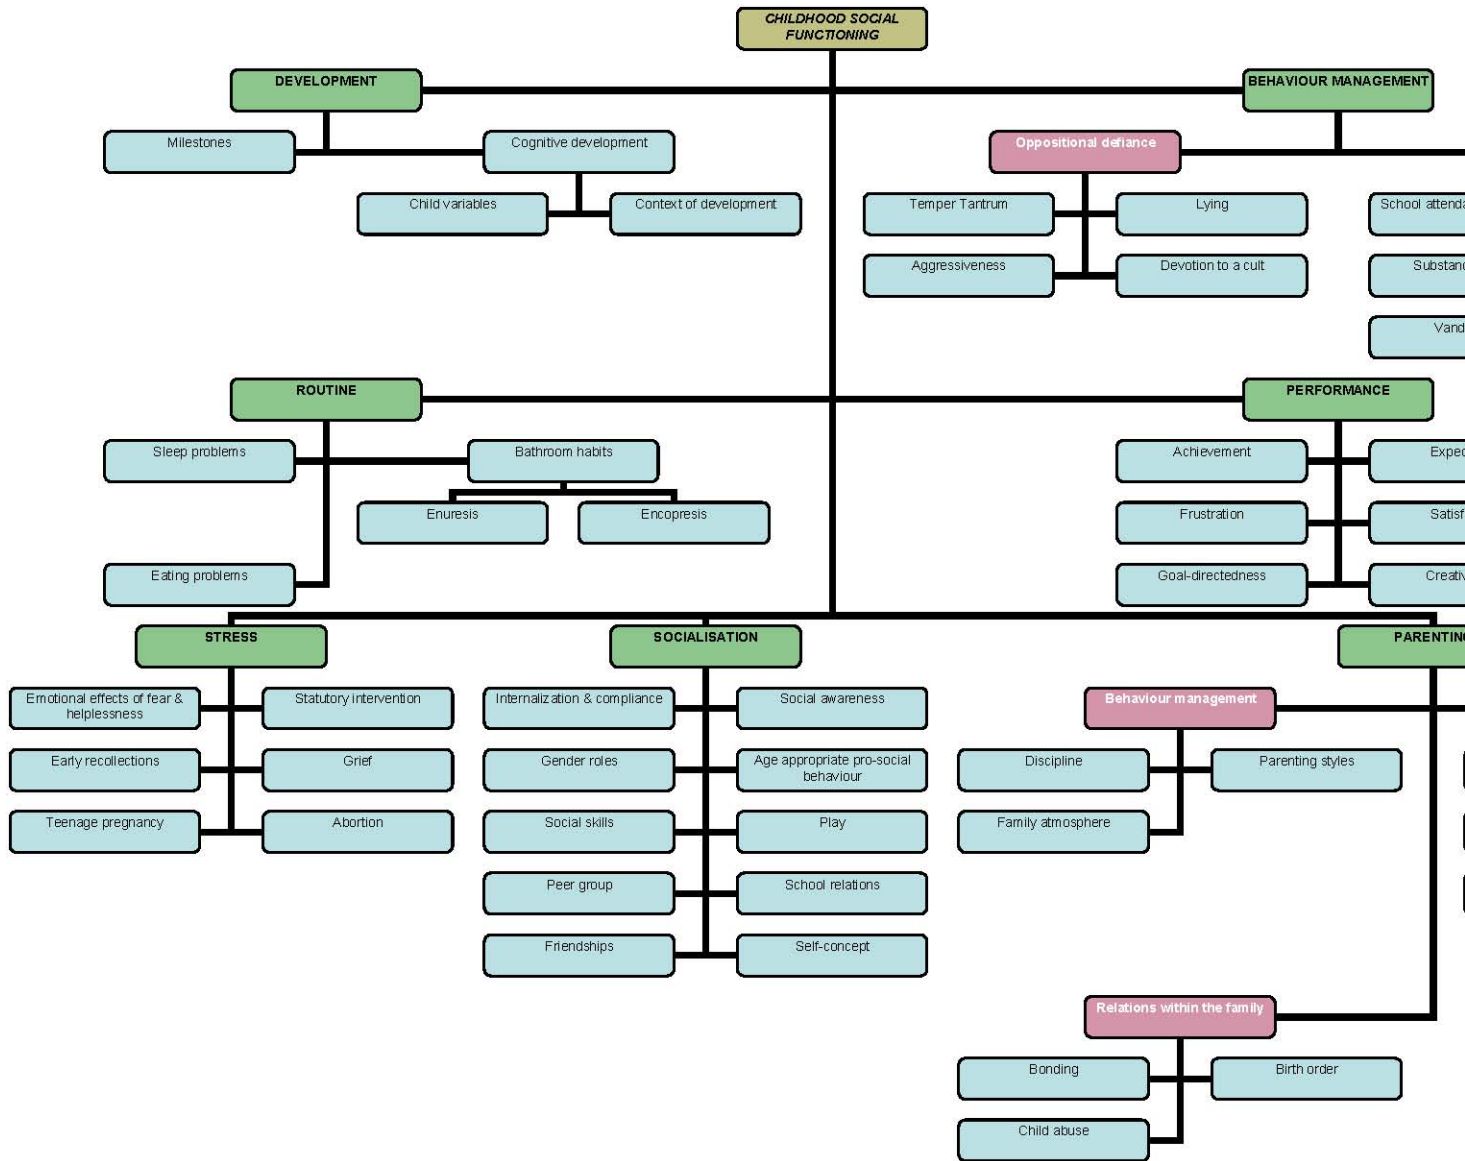 CHILDHOOD SOCIAL
FUNCTIONING
DEVELOPMENT
BEHAVIOUR MANAGEMENT
Milestones
Cognitive development
Oppositional defiance
Child variables
Context of development
Temper Tantrum
Lying
School
Aggressiveness
Devotion to a cult
ROUTINE
PERFORMANCE
Sleep problems
Bathroom habits
Achievement
Enuresis
Encopresis
Frustration
Eating problems
Goal-directedness
STRESS
SOCIALISATION
PARENTING
Emotional effects of fear &
helplessness
Statutory intervention
Internalization & compliance
Social awareness
Behaviour management
Early recollections
Grief
Gender roles
Age appropriate pro-social
behaviour
Discipline
Parenting styles
Teenage pregnancy
Abortion
Social skills
Play
Family atmosphere
Peer group
School relations
Friendships
Self-concept
Relations within the family
Bonding
Birth order
Child abuse